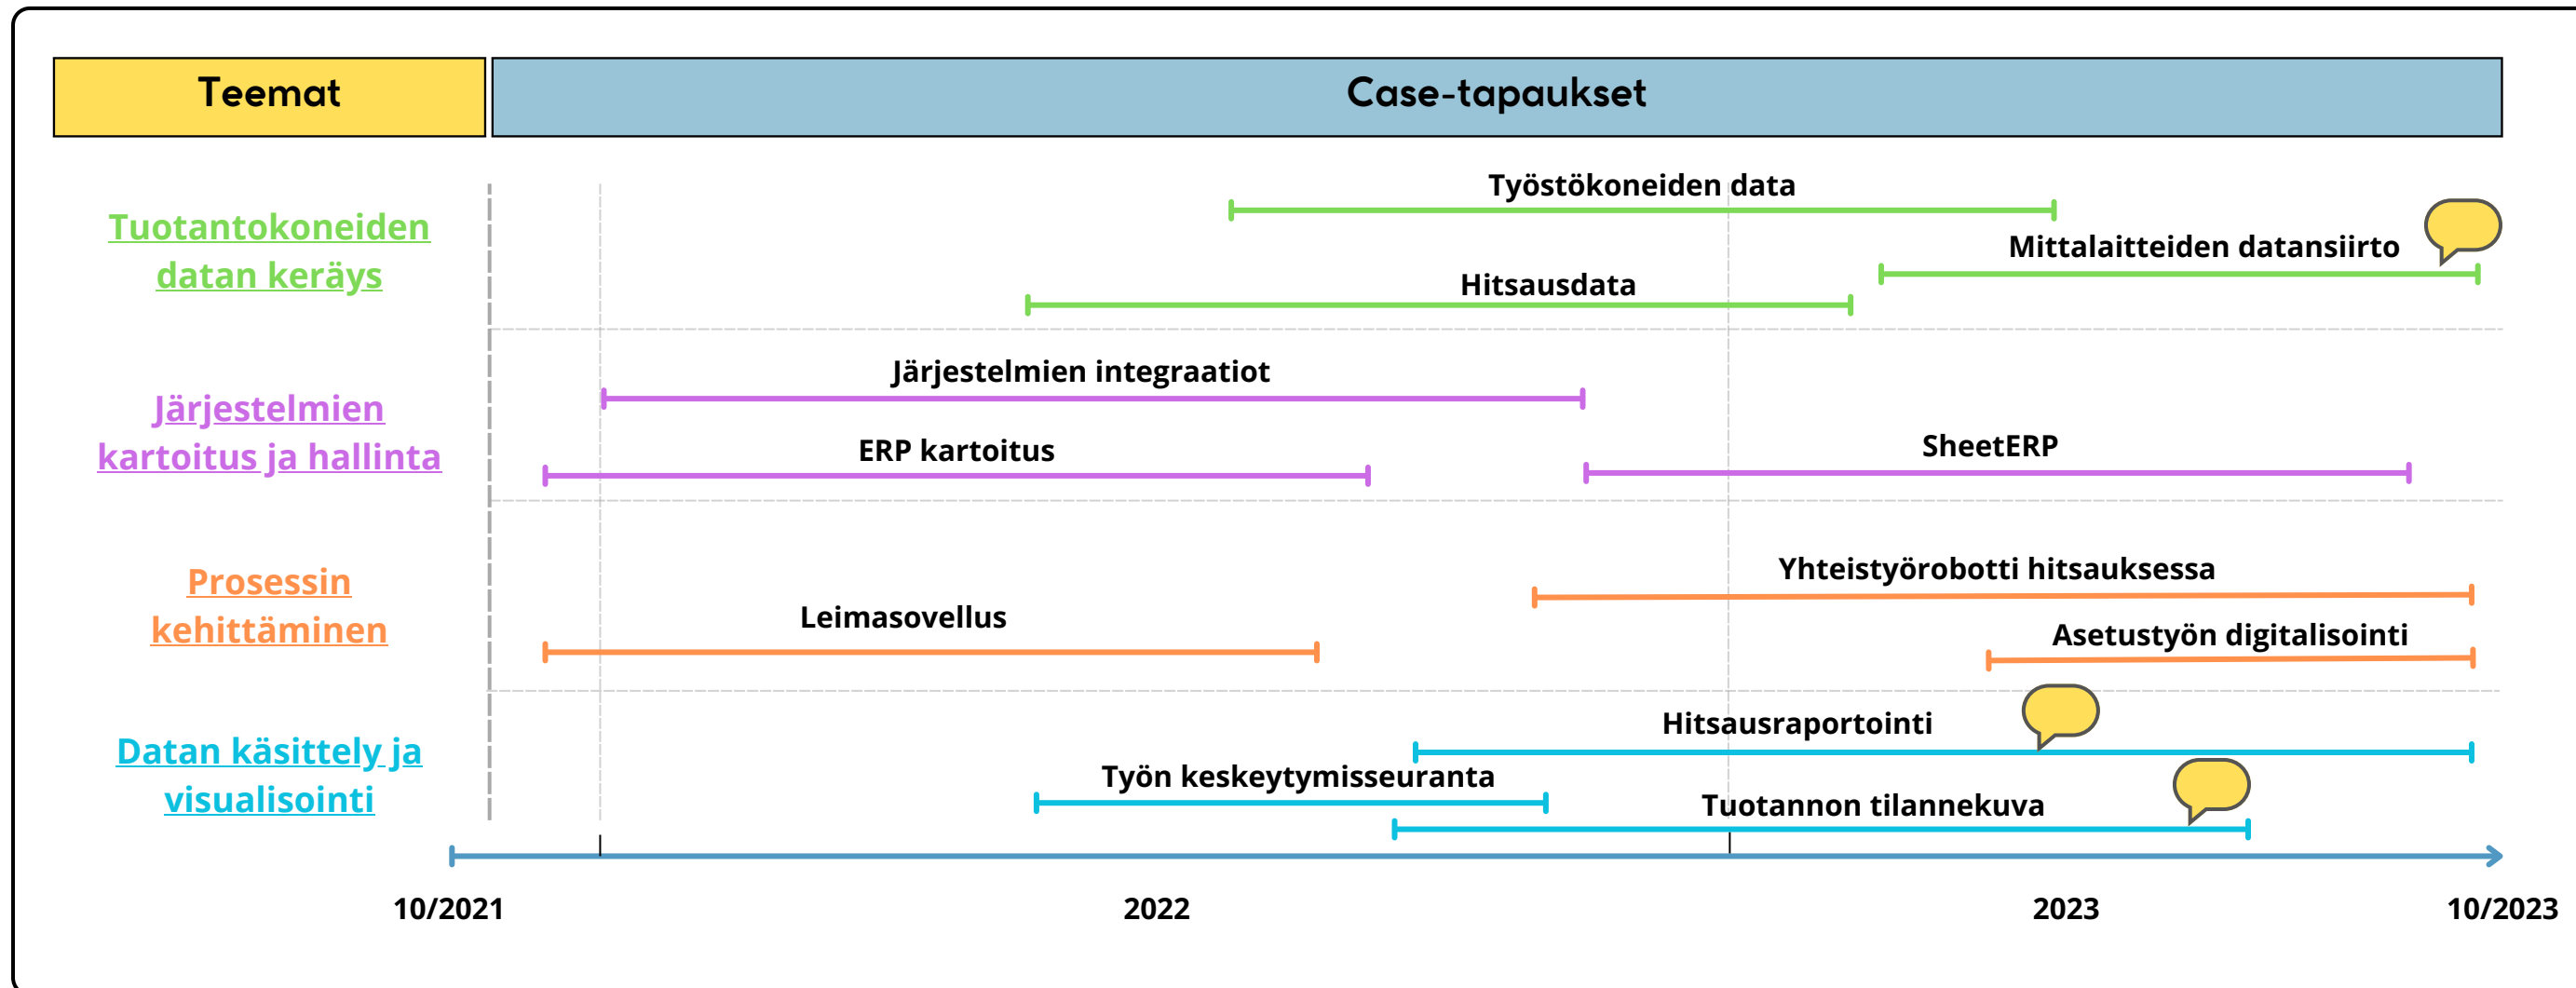 Teemat
Case-tapaukset
Tuotantokoneiden
datan keräys
Työstökoneiden data
Mittalaitteiden datansiirto
Hitsausdata
Järjestelmien
kartoitus ja hallinta
Järjestelmien integraatiot
ERP kartoitus
SheetERP
Prosessin
kehittäminen
Yhteistyörobotti hitsauksessa
Leimasovellus
Asetustyön digitalisointi
Datan käsittely ja
visualisointi
Hitsausraportointi
Työn keskeytymisseuranta
Tuotannon tilannekuva
10/2021
2022
2023
10/2023